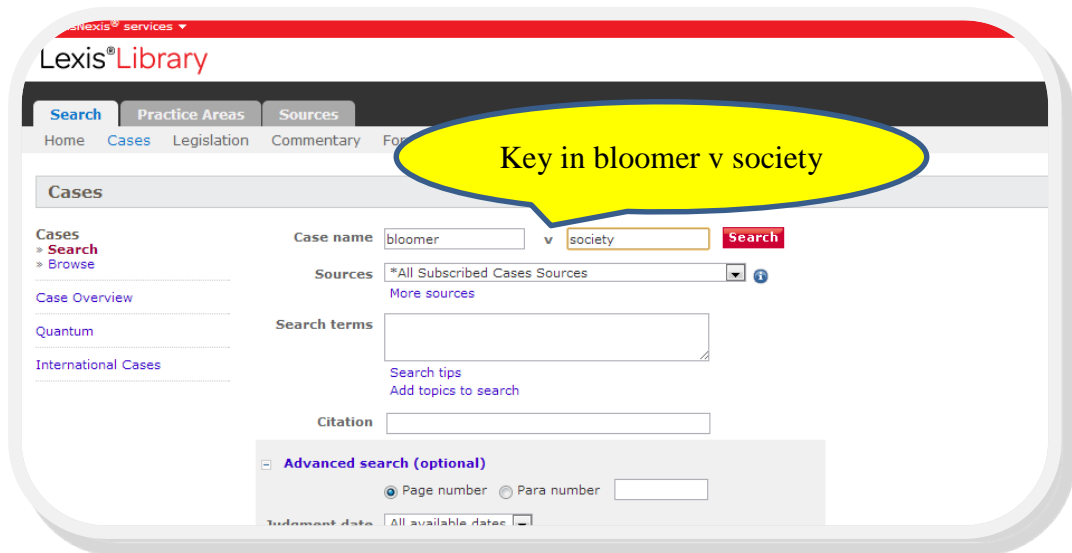 services
Lexis®Library
Search Practice Areas Sources
Home Cases Legislation Commentary
Key in bloomer v society
Cases
Cases
» Search
» Browse
Case Overview
Quantum
International Cases
Case name bloomer v society Search
Sources *All Subscribed Cases Sources
More sources
Search terms
Search tips
Add topics to search
Citation
Advanced search (optional)
Page number Para number
Judgment date All available dates